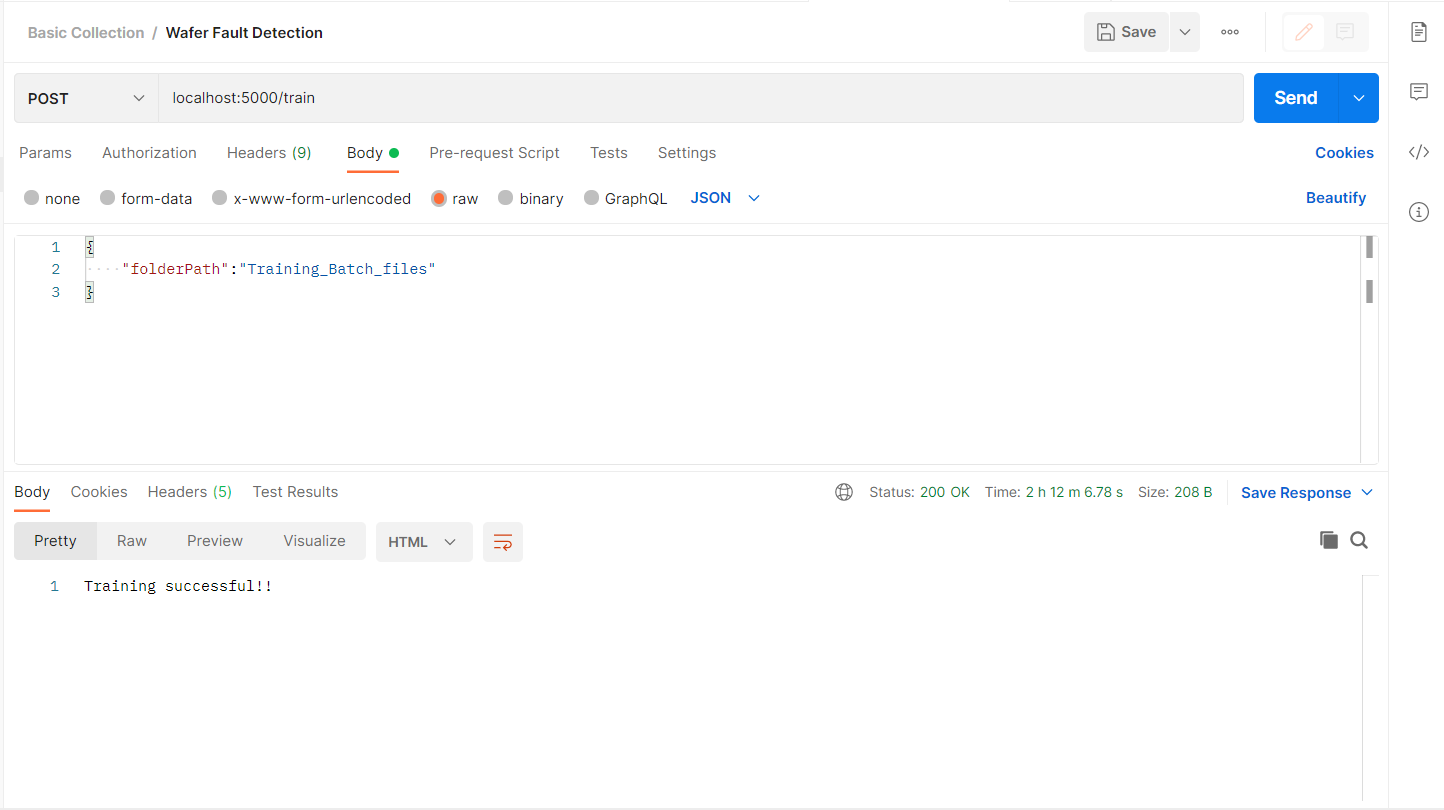 Basic Collection / Wafer Fault Detection Save
POST localhost:5000/train Send
Params Authorization Headers (9) Body Pre-request Script Tests Settings Cookies
none form-data x-www-form-urlencoded raw binary GraphQL JSON Beautify
1 {
2 "folderPath":"Training_Batch_files"
3 }
Body Cookies Headers (5) Test Results Status: 200 OK Time: 2 h 12 m 6.78 s Size: 208 B Save Response
Pretty Raw Preview Visualize HTML
1 Training successful!!